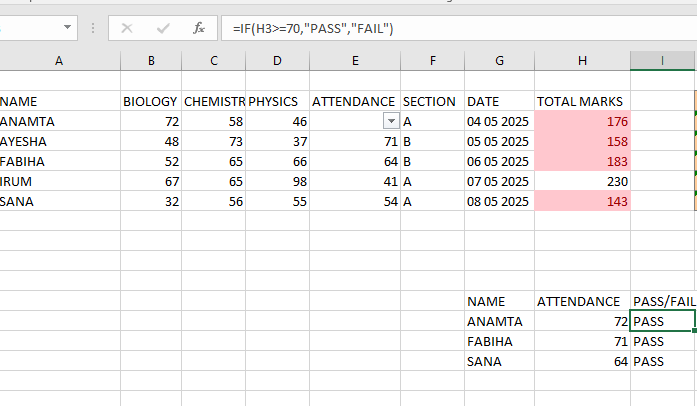 fx =IF(H3>=70,"PASS","FAIL")
A B C D E F G H I
NAME BIOLOGY CHEMISTR PHYSICS ATTENDANCE SECTION DATE TOTAL MARKS
ANAMTA 72 58 46 A 04 05 2025 176
AYESHA 48 73 37 71 B 05 05 2025 158
FABIHA 52 65 66 64 B 06 05 2025 183
IRUM 67 65 98 41 A 07 05 2025 230
SANA 32 56 55 54 A 08 05 2025 143
NAME ATTENDANCE PASS/FAIL
ANAMTA 72 PASS
FABIHA 71 PASS
SANA 64 PASS